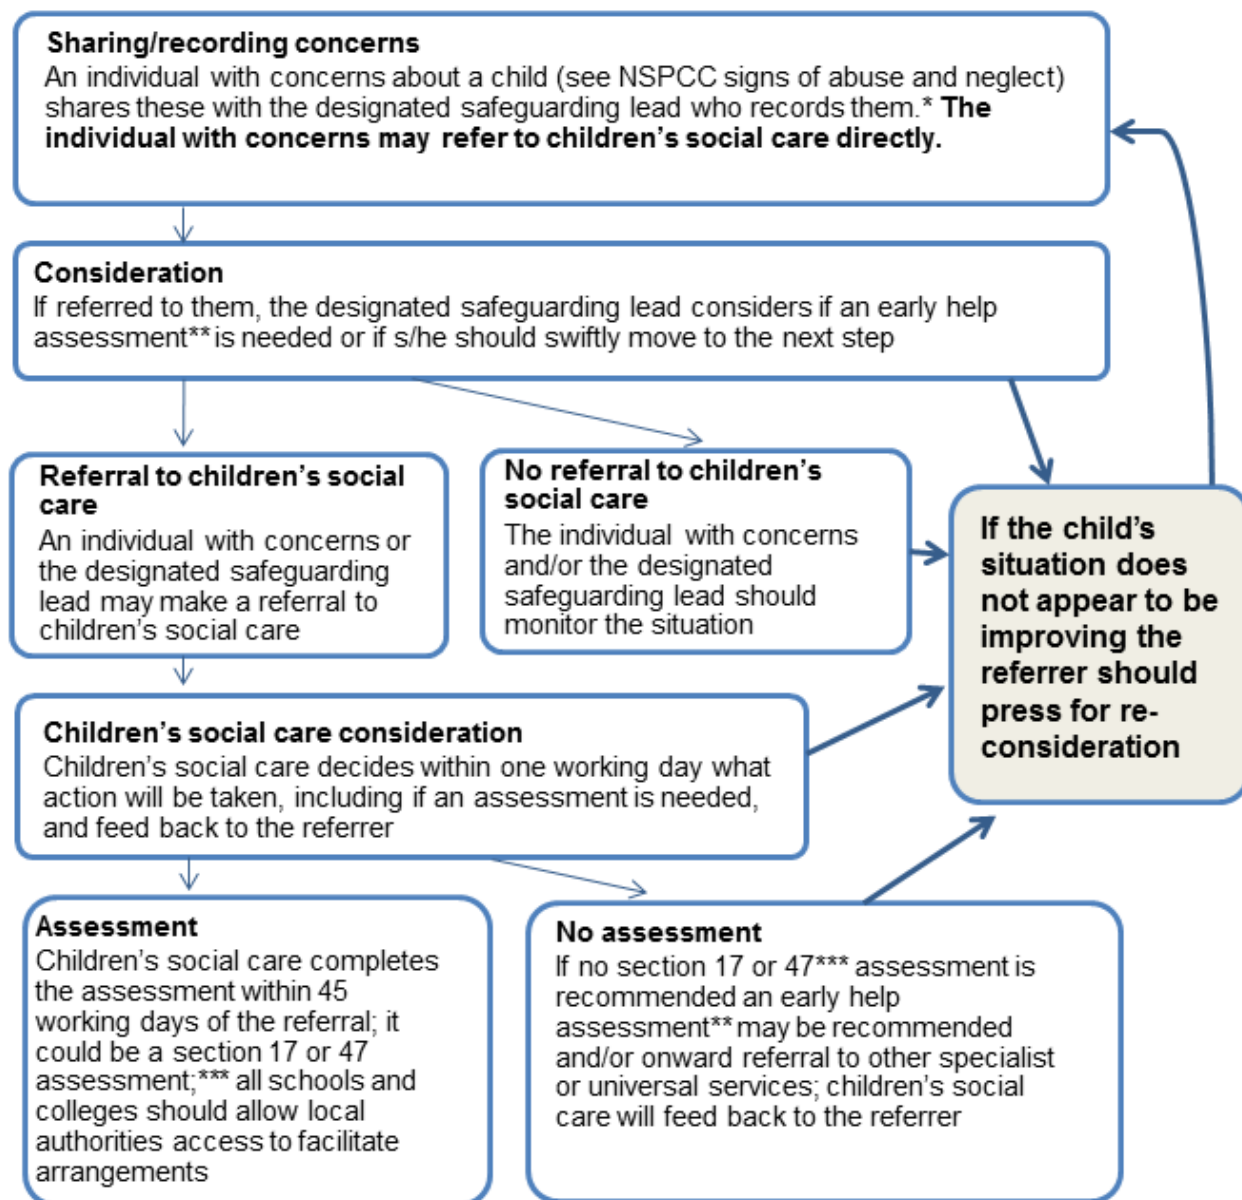 Sharing/recording concerns
An individual with concerns about a child (see NSPCC signs of abuse and neglect)
shares these with the designated safeguarding lead who records them.* The
individual with concerns may refer to children’s social care directly.
Consideration
If referred to them, the designated safeguarding lead considers if an early help
assessment** is needed or if s/he should swiftly move to the next step
Referral to children’s social
care
An individual with concerns or
the designated safeguarding
lead may make a referral to
children’s social care
No referral to children’s
social care
The individual with concerns
and/or the designated
safeguarding lead should
monitor the situation
If the child’s
situation does
not appear to be
improving the
referrer should
press for re-
consideration
Children’s social care consideration
Children’s social care decides within one working day what
action will be taken, including if an assessment is needed,
and feed back to the referrer
Assessment
Children’s social care completes
the assessment within 45
working days of the referral; it
could be a section 17 or 47
assessment;*** all schools and
colleges should allow local
authorities access to facilitate
arrangements
No assessment
If no section 17 or 47*** assessment is
recommended an early help
assessment** may be recommended
and/or onward referral to other specialist
or universal services; children’s social
care will feed back to the referrer